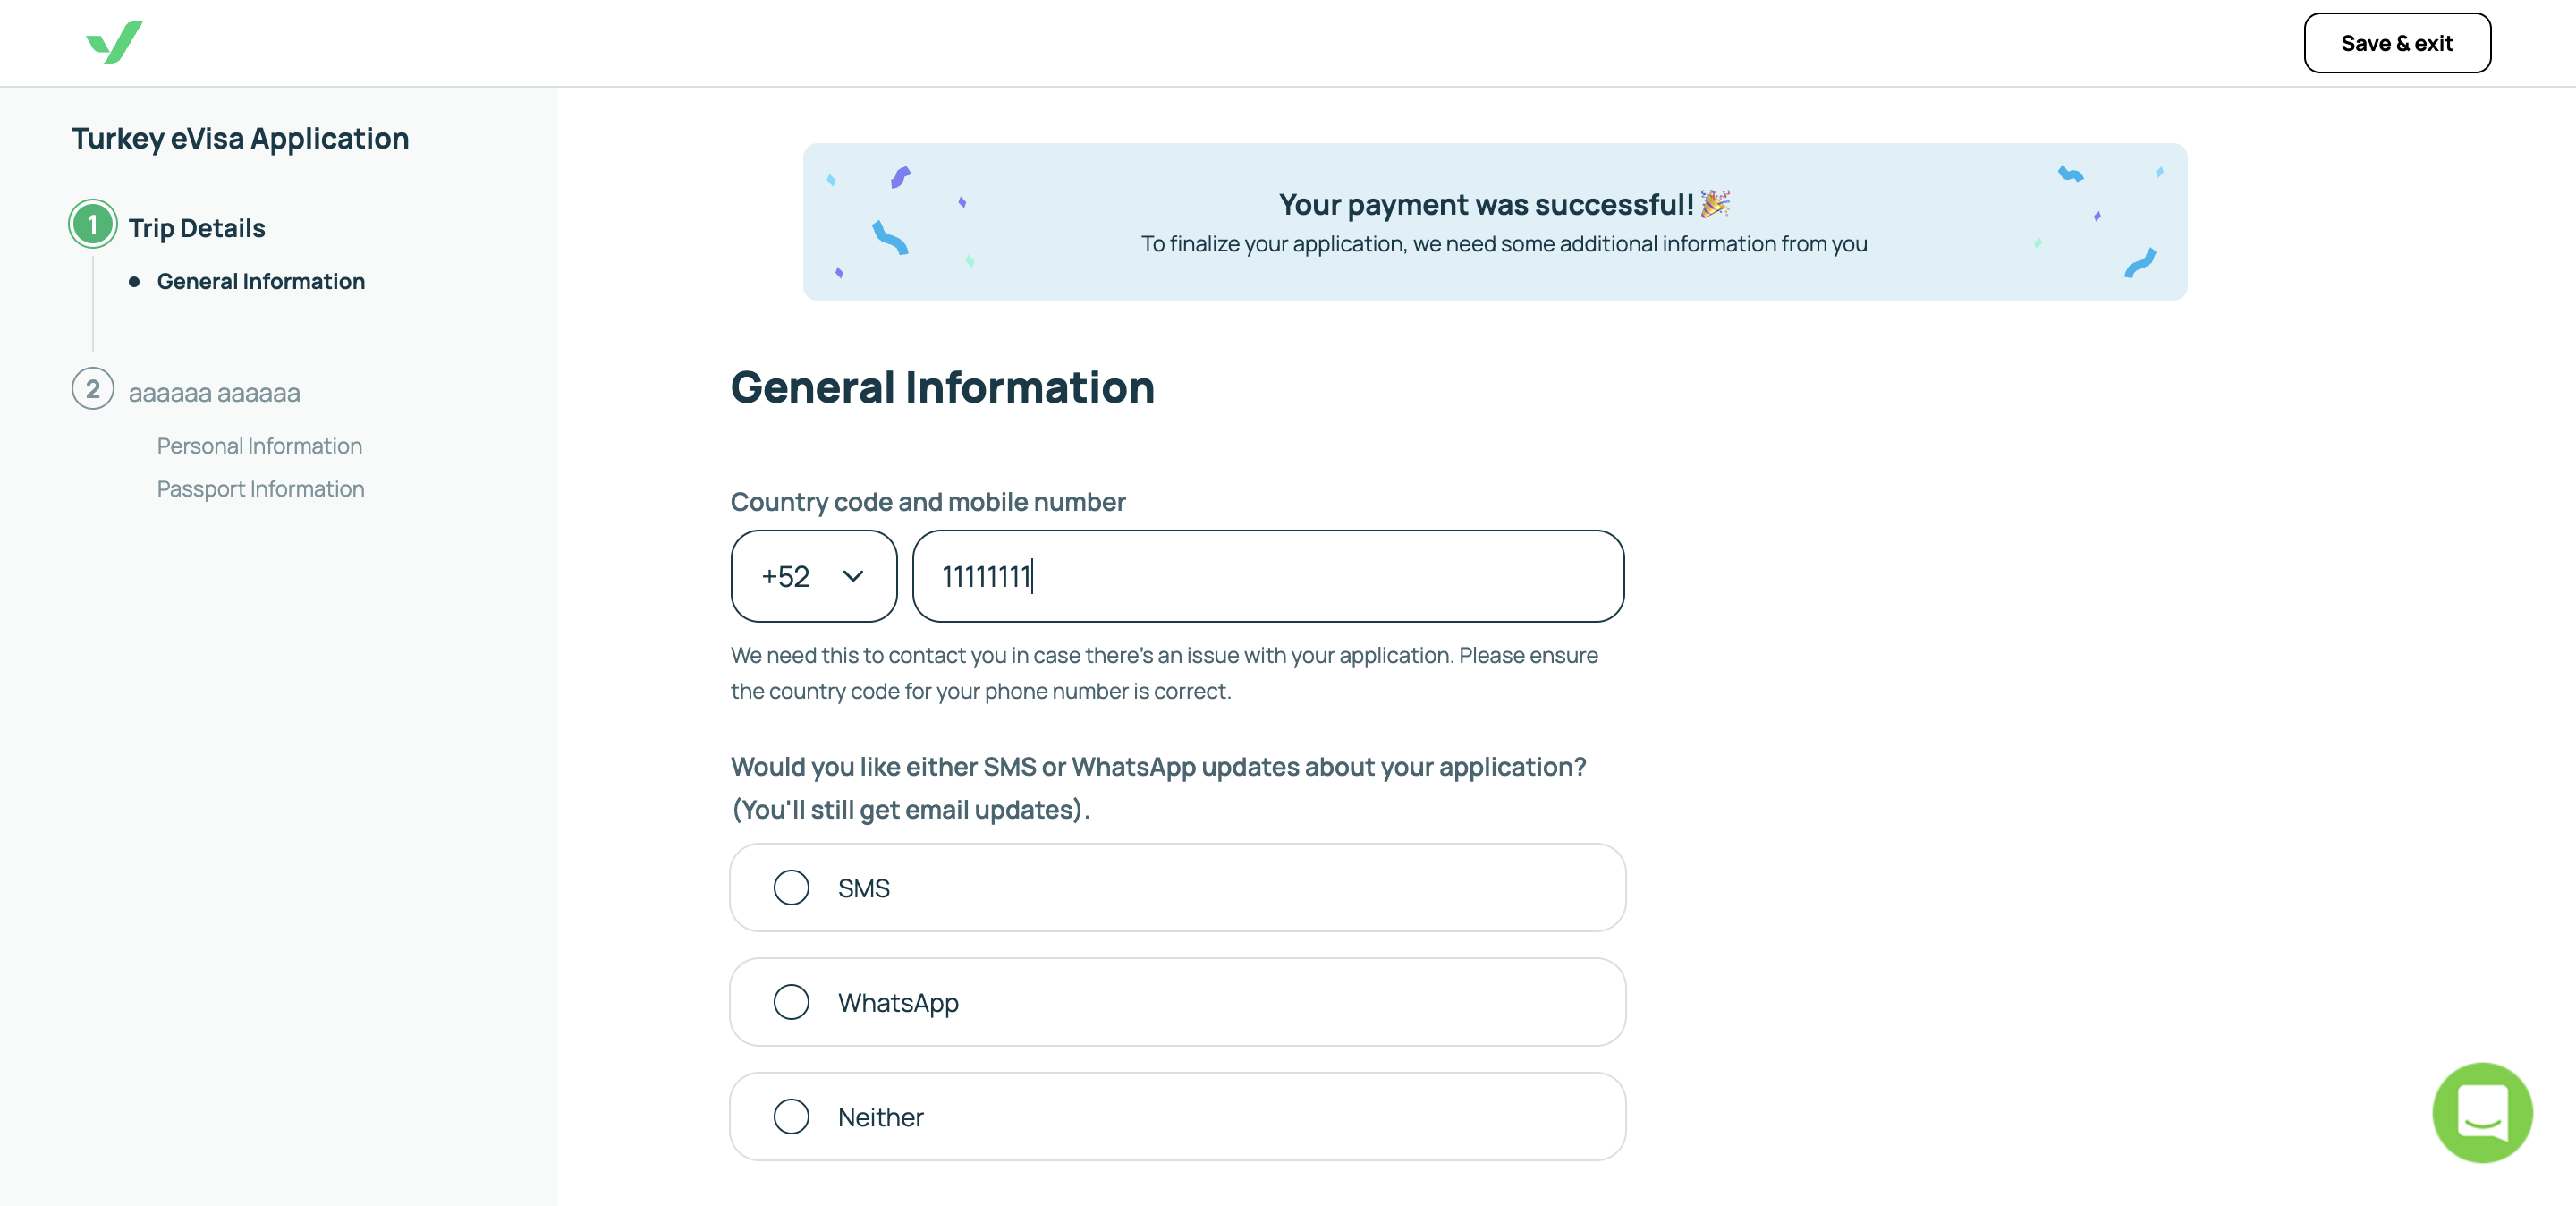 Save & exit
Turkey eVisa Application
1 Trip Details
General Information
2 aaaaaa aaaaaa
Personal Information
Passport Information
Your payment was successful! 🎉
To finalize your application, we need some additional information from you
General Information
Country code and mobile number
+52 11111111
We need this to contact you in case there's an issue with your application. Please ensure
the country code for your phone number is correct.
Would you like either SMS or WhatsApp updates about your application?
(You'll still get email updates).
SMS
WhatsApp
Neither